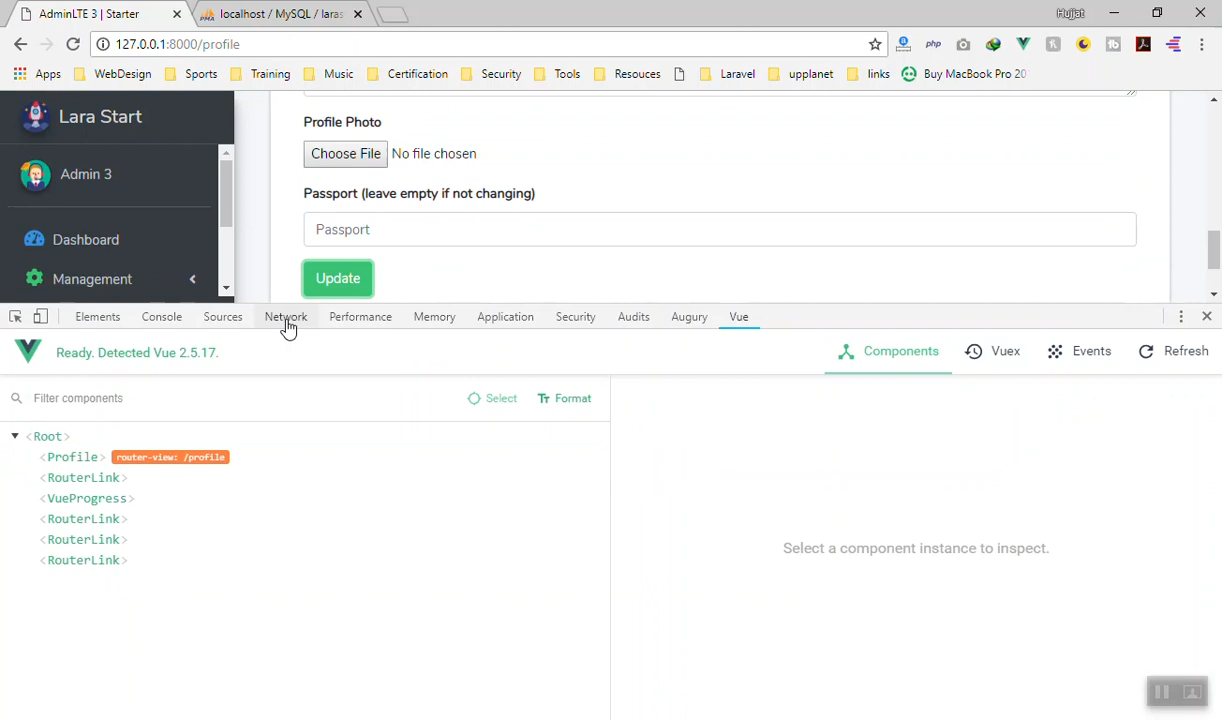 AdminLTE 3 | Starter
localhost / MySQL / laras
Hujjat
127.0.0.1:8000/profile
php
Apps WebDesign Sports Training Music Certification Security Tools Resouces Laravel upplanet links Buy MacBook Pro 20
Lara Start
Admin 3
Dashboard
Management
Profile Photo
Choose File No file chosen
Passport (leave empty if not changing)
Passport
Update
Elements Console Sources Network Performance Memory Application Security Audits Augury Vue
Ready. Detected Vue 2.5.17.
Components Vuex Events Refresh
Filter components
Select Format
<Root>
<Profile> router-view: /profile
<RouterLink>
<VueProgress>
<RouterLink>
<RouterLink>
<RouterLink>
Select a component instance to inspect.